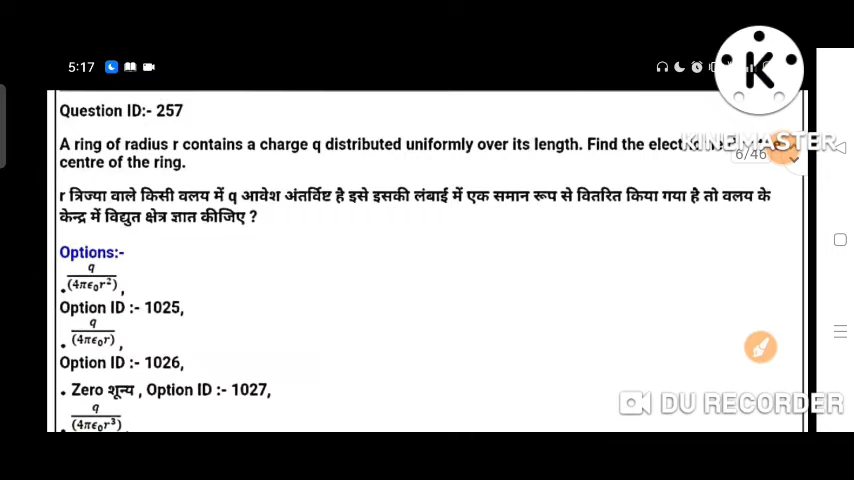 5:17
K
KINEMASTER
Question ID:- 257
A ring of radius r contains a charge q distributed uniformly over its length. Find the
centre of the ring.
6/46
r त्रिज्या वाले किसी वलय में q आवेश अंतर्विष्ट है इसे इसकी लंबाई में एक समान रूप से वितरित किया गया है तो वलय के
केन्द्र में विद्युत क्षेत्र ज्ञात कीजिए ?
Options:-
q
(4πϵ₀r²) ,
Option ID :- 1025,
q
(4πϵ₀r) ,
Option ID :- 1026,
. Zero शून्य , Option ID :- 1027,
q
(4πϵ₀r³)
DU RECORDER